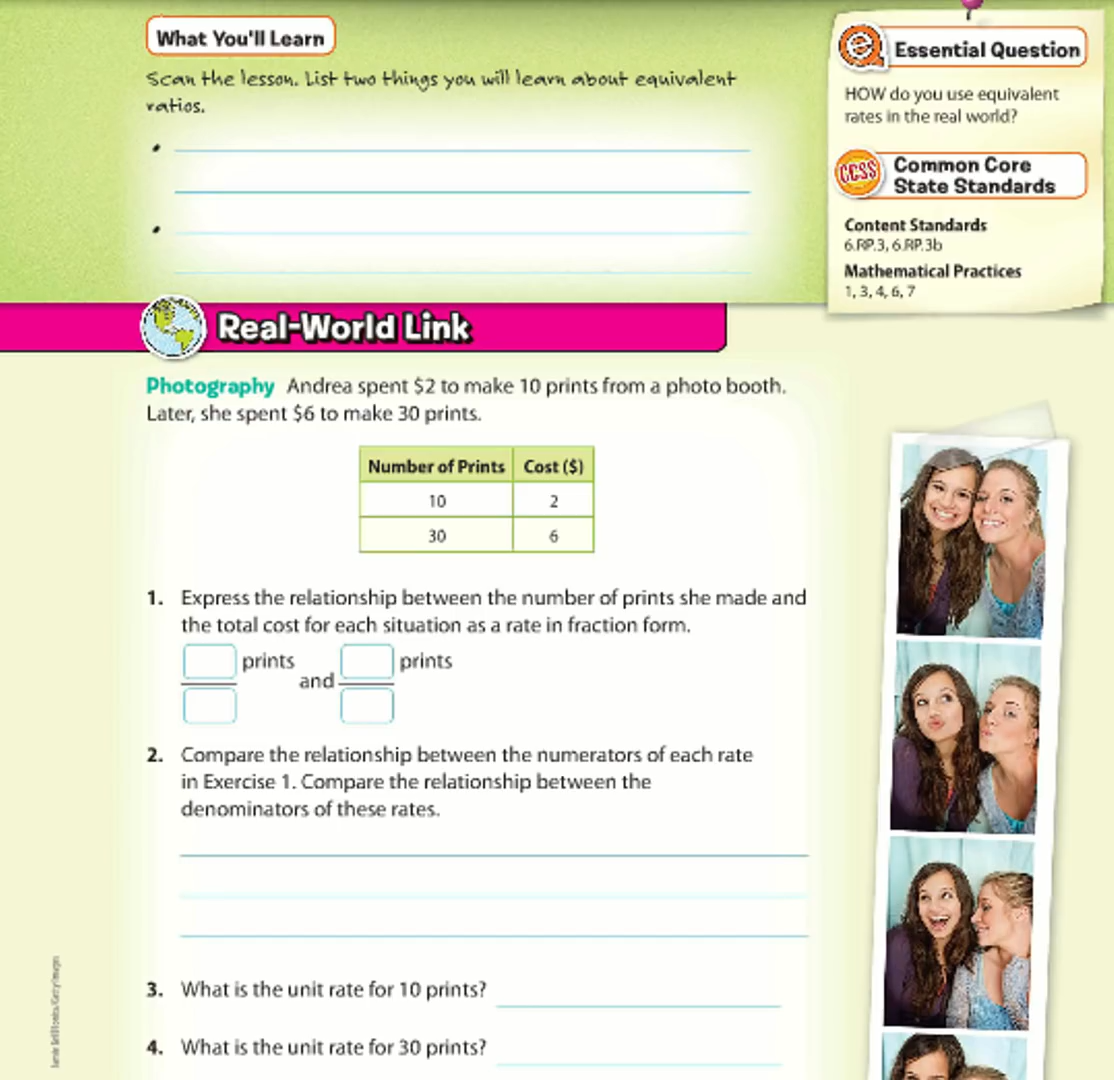 What You'll Learn
Scan the lesson. List two things you will learn about equivalent
ratios.
•
•
Essential Question
HOW do you use equivalent
rates in the real world?
CCSS
Common Core
State Standards
Content Standards
6.RP.3, 6.RP.3b
Mathematical Practices
1, 3, 4, 6, 7
Real-World Link
Photography Andrea spent $2 to make 10 prints from a photo booth.
Later, she spent $6 to make 30 prints.
Number of Prints Cost ($)
10 2
30 6
1. Express the relationship between the number of prints she made and
the total cost for each situation as a rate in fraction form.
prints and prints
2. Compare the relationship between the numerators of each rate
in Exercise 1. Compare the relationship between the
denominators of these rates.
3. What is the unit rate for 10 prints?
4. What is the unit rate for 30 prints?